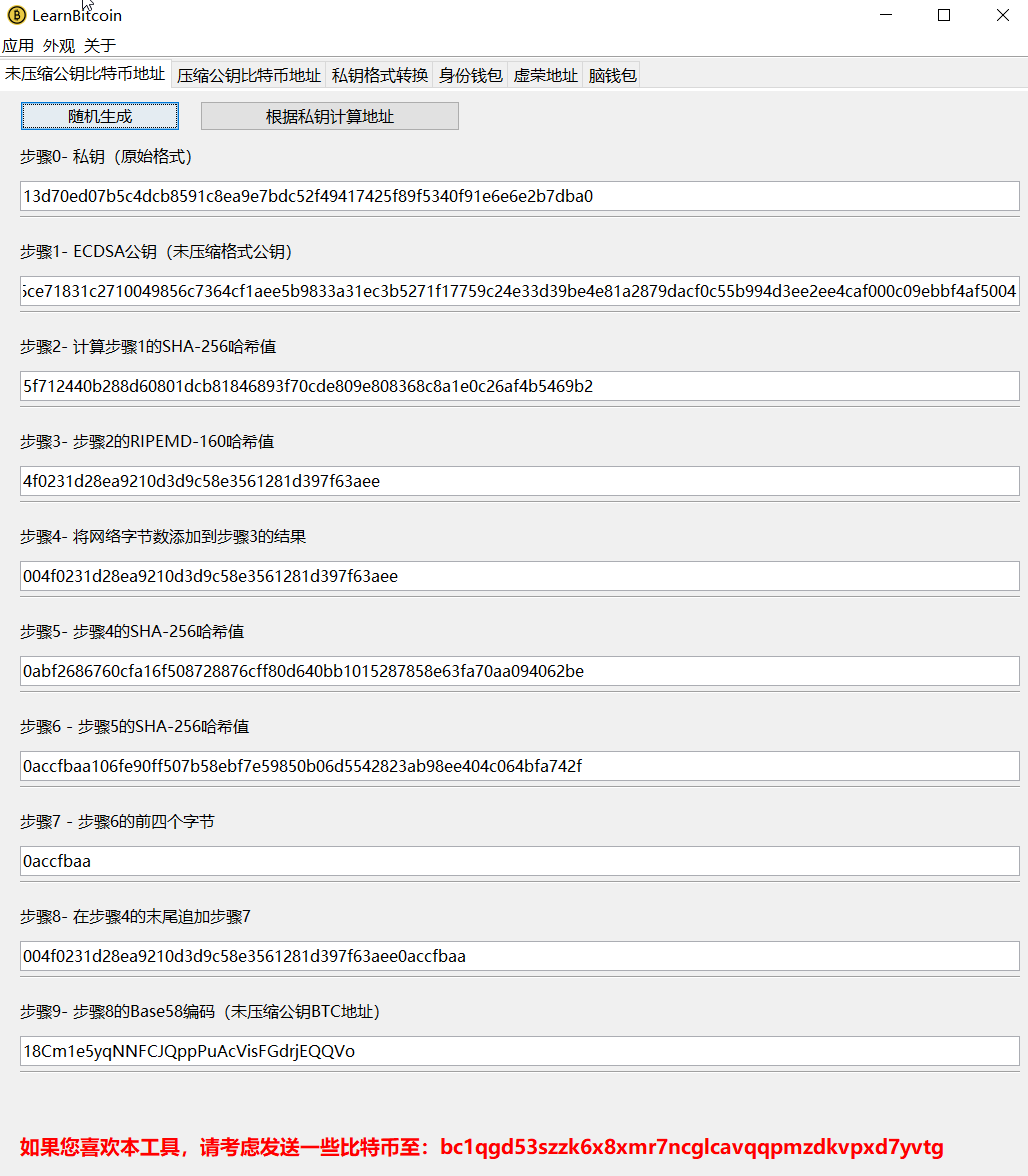 LearnBitcoin
应用 外观 关于
未压缩公钥比特币地址 压缩公钥比特币地址 私钥格式转换 身份钱包 虚荣地址 脑钱包
随机生成 根据私钥计算地址
步骤0- 私钥（原始格式）
13d70ed07b5c4dcb8591c8ea9e7bdc52f49417425f89f5340f91e6e6e2b7dba0
步骤1- ECDSA公钥（未压缩格式公钥）
ce71831c2710049856c7364cf1aee5b9833a31ec3b5271f17759c24e33d39be4e81a2879dacf0c55b994d3ee2ee4caf000c09ebbf4af5004
步骤2- 计算步骤1的SHA-256哈希值
5f712440b288d60801dcb81846893f70cde809e808368c8a1e0c26af4b5469b2
步骤3- 步骤2的RIPEMD-160哈希值
4f0231d28ea9210d3d9c58e3561281d397f63aee
步骤4- 将网络字节数添加到步骤3的结果
004f0231d28ea9210d3d9c58e3561281d397f63aee
步骤5- 步骤4的SHA-256哈希值
0abf2686760cfa16f508728876cff80d640bb1015287858e63fa70aa094062be
步骤6 - 步骤5的SHA-256哈希值
0accfbaa106fe90ff507b58ebf7e59850b06d5542823ab98ee404c064bfa742f
步骤7 - 步骤6的前四个字节
0accfbaa
步骤8- 在步骤4的末尾追加步骤7
004f0231d28ea9210d3d9c58e3561281d397f63aee0accfbaa
步骤9- 步骤8的Base58编码（未压缩公钥BTC地址）
18Cm1e5yqNNFCJQppPuAcVisFGdrjEQQVo
如果您喜欢本工具，请考虑发送一些比特币至：bc1qgd53szzk6x8xmr7ncglcavqqpmzdkvpxd7yvtg